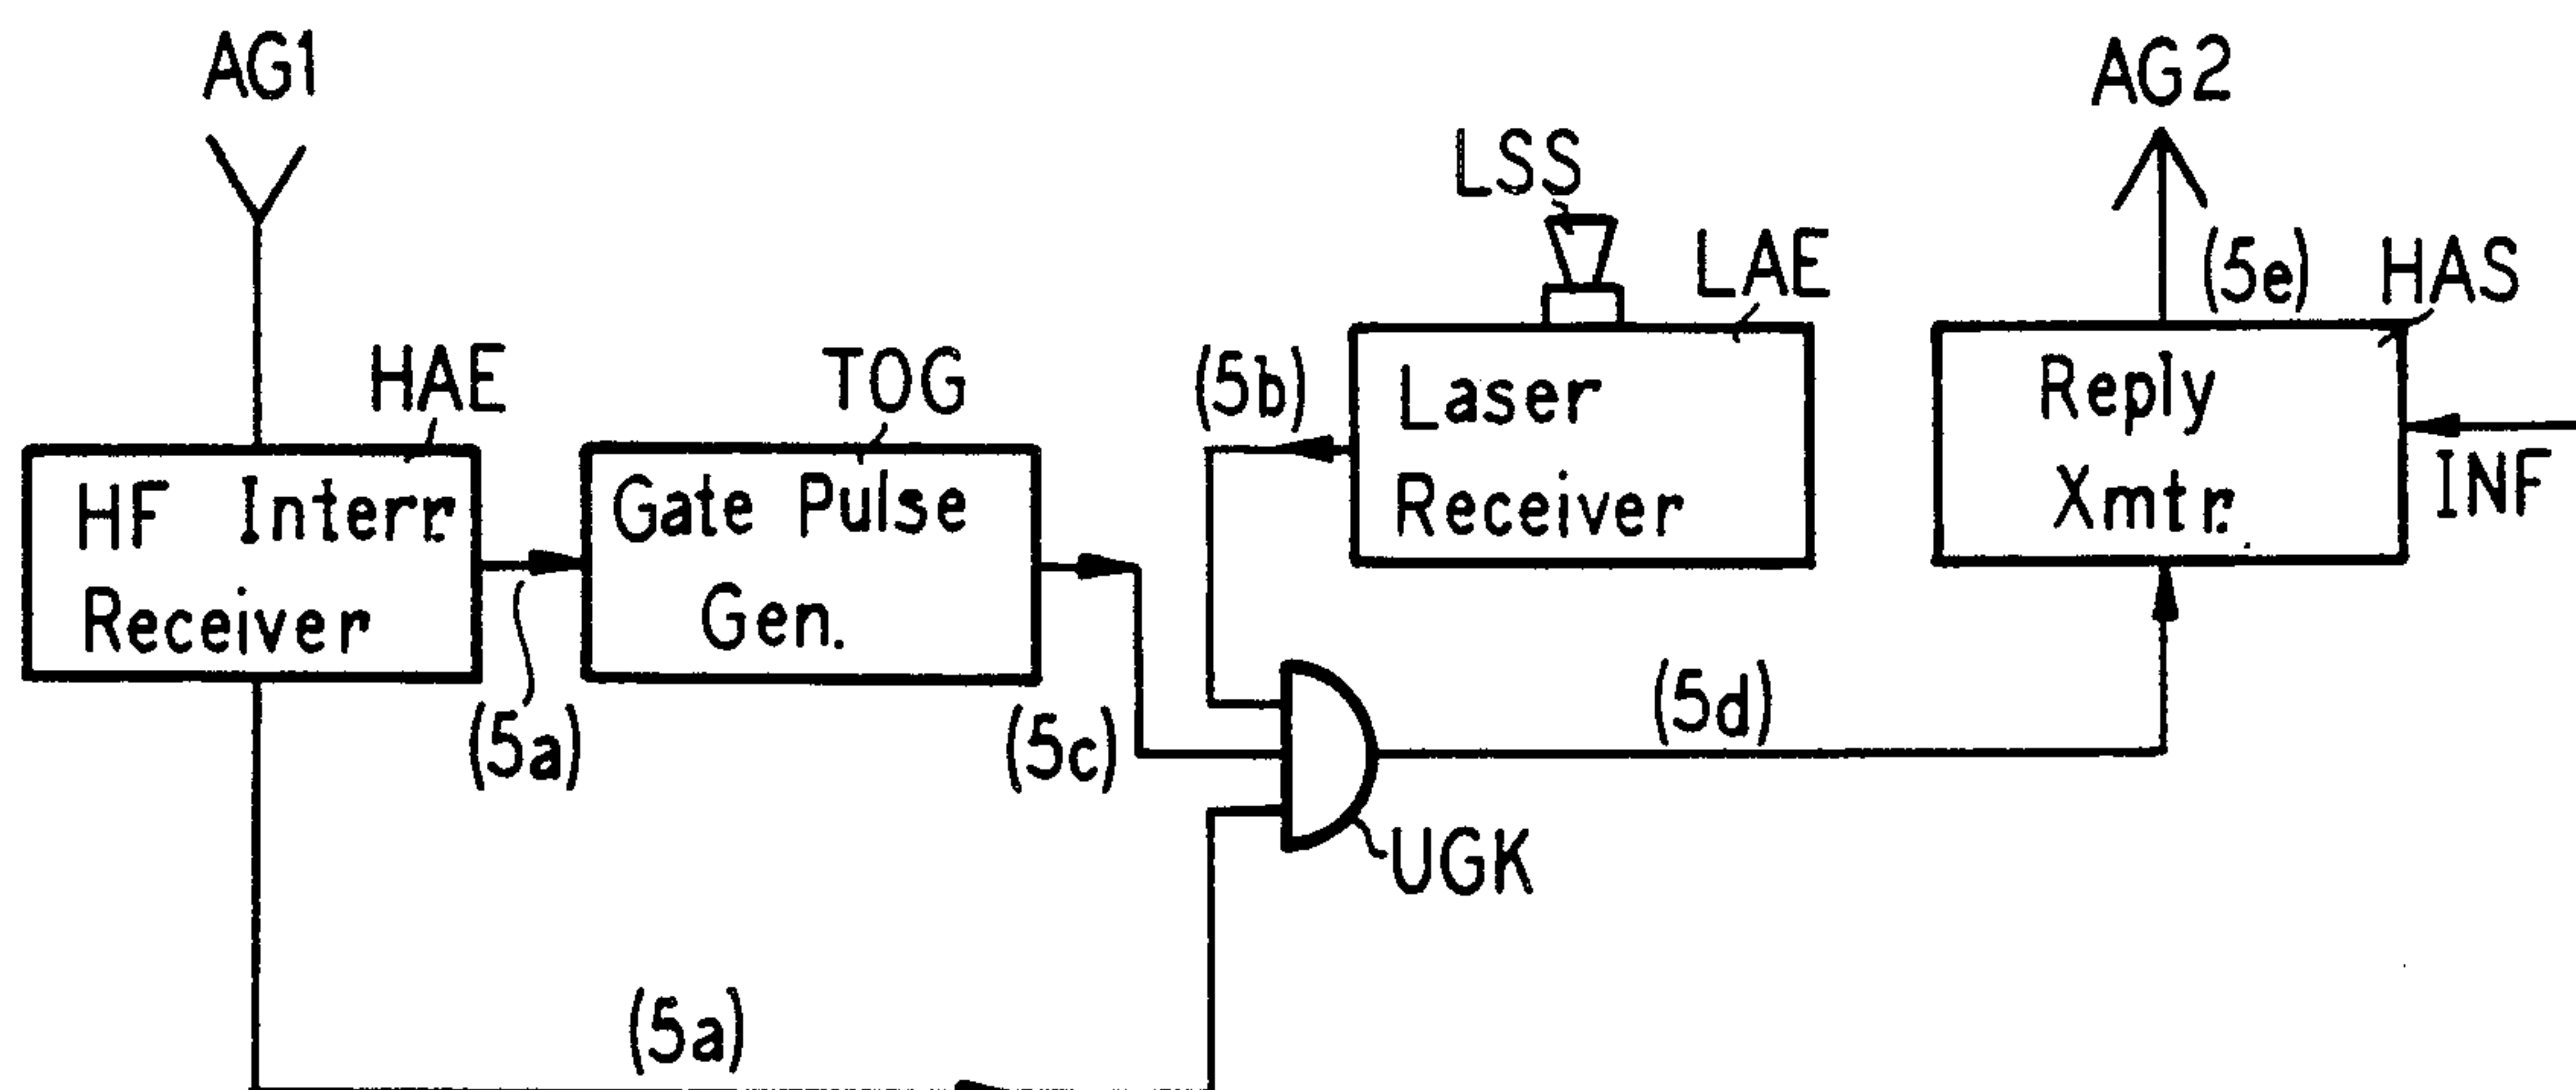 AG1
AG2
LSS
LAE
(5e)
HAS
HAE
TOG
(5b)
HF Interr.
Receiver
Gate Pulse
Gen.
Laser
Receiver
Reply
Xmtr.
INF
(5a)
(5c)
(5d)
UGK
(5a)